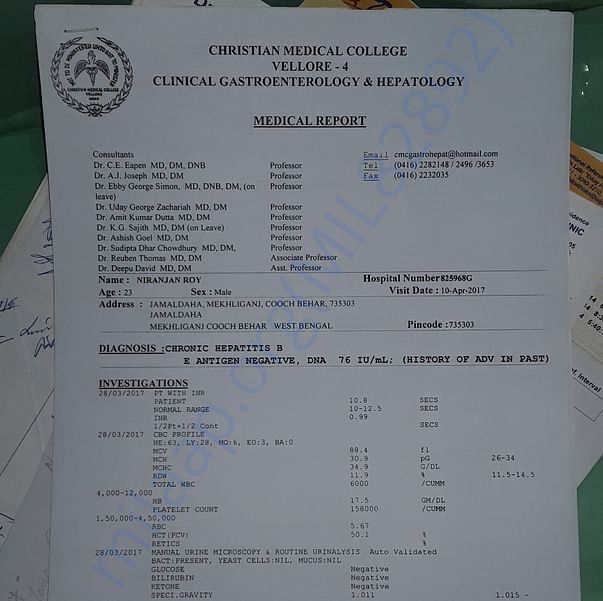 CHRISTIAN MEDICAL COLLEGE
VELLORE - 4
CLINICAL GASTROENTEROLOGY & HEPATOLOGY
MEDICAL REPORT
Consultants
Email cmcgastrohepat@hotmail.com
Dr. C.E. Eapen MD, DM, DNB Professor Tel (0416) 2282148 / 2496 /3653
Dr. A.J. Joseph MD, DM Professor Fax (0416) 2232035
Dr. Ebby George Simon, MD, DNB, DM, (on leave) Professor
Dr. Uday George Zachariah MD, DM Professor
Dr. Amit Kumar Dutta MD, DM Professor
Dr. K.G. Sajith MD, DM (on Leave) Professor
Dr. Ashish Goel MD, DM Professor
Dr. Sudipta Dhar Chowdhury MD, DM, Professor
Dr. Reuben Thomas MD, DM Associate Professor
Dr. Deepu David MD, DM Asst. Professor
Name : NIRANJAN ROY Hospital Number825968G
Age : 23 Sex : Male Visit Date : 10-Apr-2017
Address : JAMALDAHA, MEKHLIGANJ, COOCH BEHAR, 735303
JAMALDAHA
MEKHLIGANJ COOCH BEHAR WEST BENGAL Pincode :735303
DIAGNOSIS :CHRONIC HEPATITIS B
E ANTIGEN NEGATIVE, DNA 76 IU/mL; (HISTORY OF ADV IN PAST)
INVESTIGATIONS
28/03/2017 PT WITH INR
PATIENT 10.8 SECS
NORMAL RANGE 10-12.5 SECS
INR 0.99
1/2Pt+1/2 Cont SECS
28/03/2017 CBC PROFILE
NE:63, LY:28, MO:6, EO:3, BA:0
MCV 88.4 fl
MCH 30.9 pG 26-34
MCHC 34.9 G/DL
RDW 11.9 % 11.5-14.5
TOTAL WBC 6000 /CUMM
4,000-12,000
HB 17.5 GM/DL
PLATELET COUNT 158000 /CUMM
1,50,000-4,50,000
RBC 5.67
HCT(PCV) 50.1 %
RETICS %
28/03/2017 MANUAL URINE MICROSCOPY & ROUTINE URINALYSIS Auto Validated
BACT:PRESENT, YEAST CELLS:NIL, MUCUS:NIL
GLUCOSE Negative
BILIRUBIN Negative
KETONE Negative
SPECI.GRAVITY 1.011 1.015 -
milaap.org/(MIL82892)